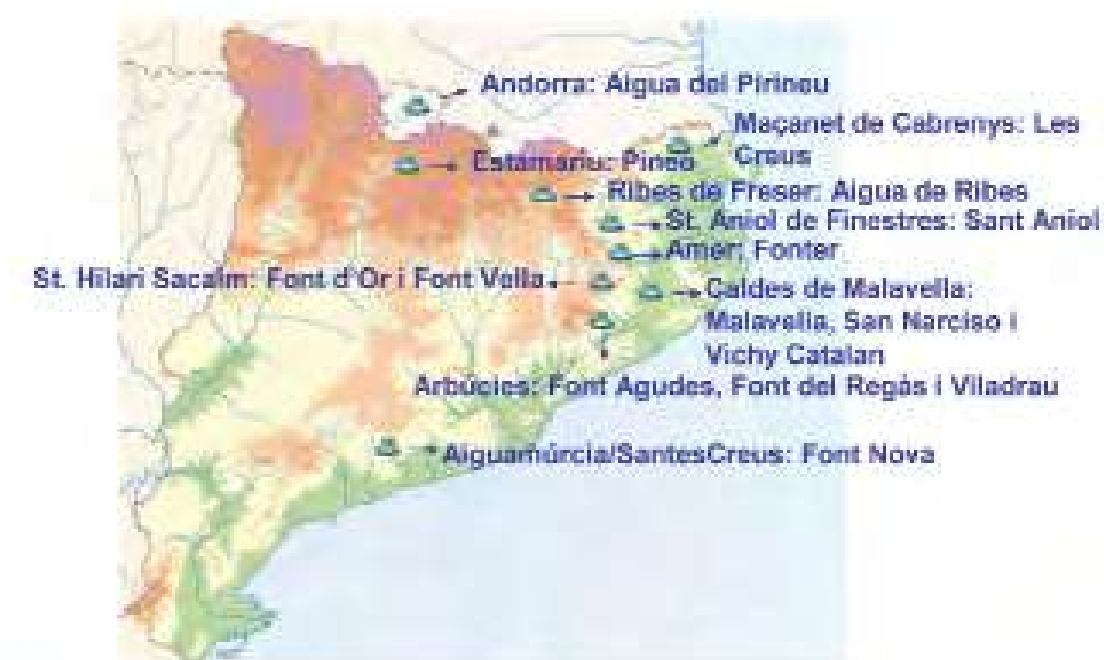 Andorra: Aigua del Pirineu
Maçanet de Cabrenys: Les
Creus
Estamariu: Pineo
Ribes de Freser: Aigua de Ribes
St. Aniol de Finestres: Sant Aniol
Amer: Fonter
St. Hilari Sacalm: Font d'Or i Font Vella
Caldes de Malavella:
Malavella, San Narciso i
Vichy Catalan
Arbúcies: Font Agudes, Font del Regàs i Viladrau
Aiguamúrcia/SantesCreus: Font Nova